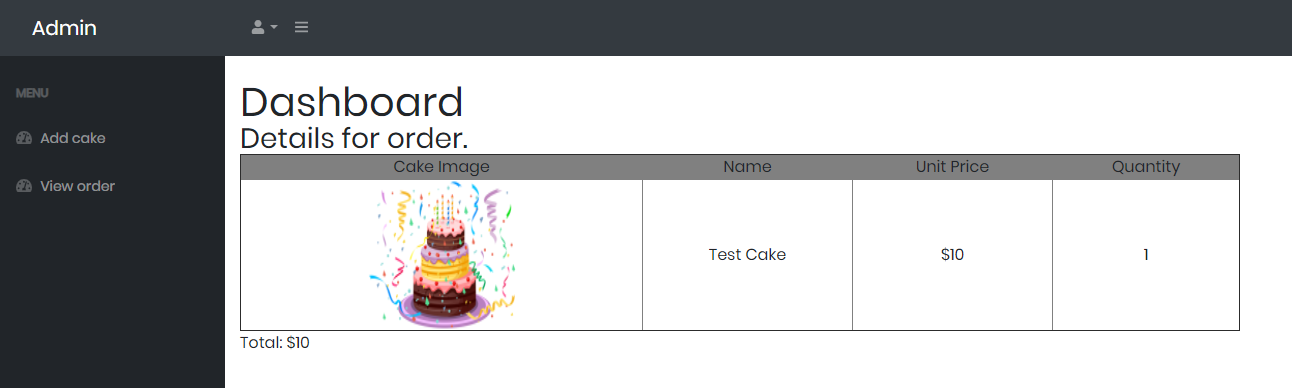 Admin
MENU
Add cake
View order
Dashboard
Details for order.
Cake Image Name Unit Price Quantity
Test Cake $10 1
Total: $10